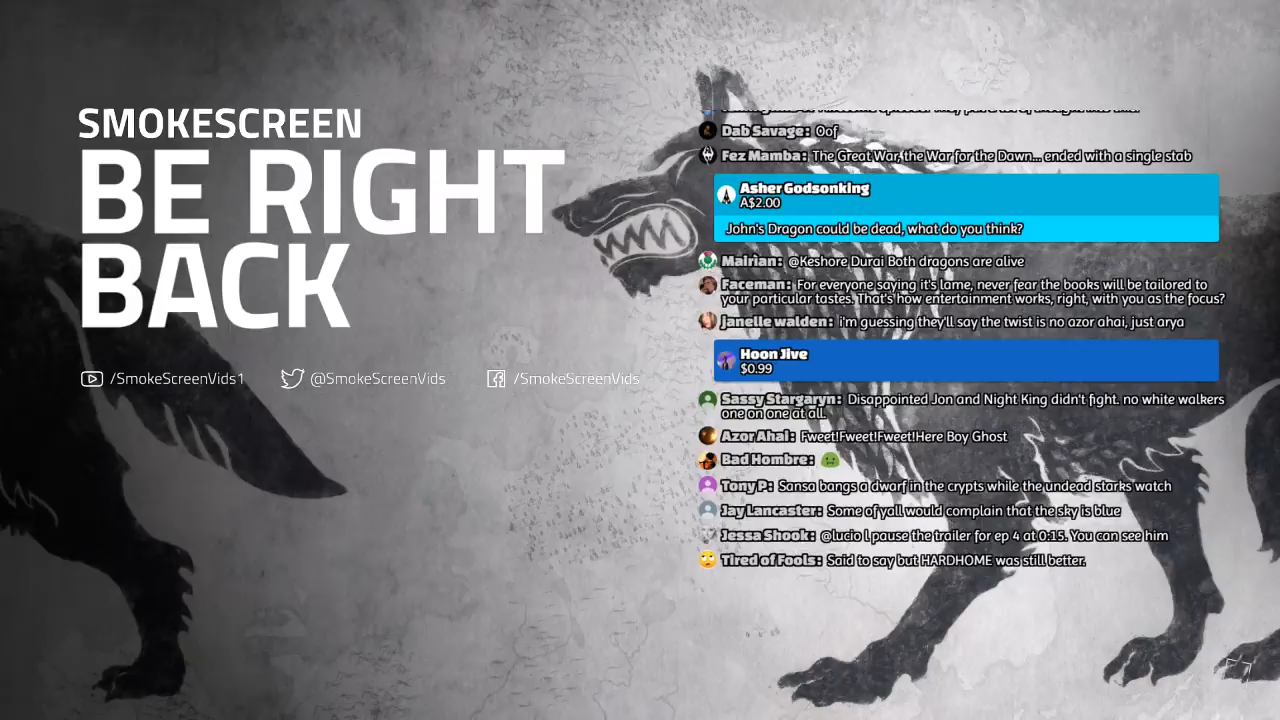 SMOKESCREEN
BE RIGHT
BACK
/SmokeScreenVids1
@SmokeScreenVids
/SmokeScreenVids
Dab Savage: Oof
Fez Mamba: The Great War, the War for the Dawn... ended with a single stab
Asher Godsonking
A$2.00
John's Dragon could be dead, what do you think?
Mairian: @Keshore Durai Both dragons are alive
Faceman: For everyone saying it's lame, never fear the books will be tailored to
your particular tastes. That's how entertainment works, right, with you as the focus?
Janelle walden: i'm guessing they'll say the twist is no azor ahai, just arya
Hoon Jive
$0.99
Sassy Stargaryn: Disappointed Jon and Night King didn't fight. no white walkers
one on one at all.
Azor Ahai: Fweet!Fweet!Fweet!Here Boy Ghost
Bad Hombre:
Tony P: Sansa bangs a dwarf in the crypts while the undead starks watch
Jay Lancaster: Some of yall would complain that the sky is blue
Jessa Shook: @lucio l pause the trailer for ep 4 at 0:15. You can see him
Tired of Fools: Said to say but HARDHOME was still better.